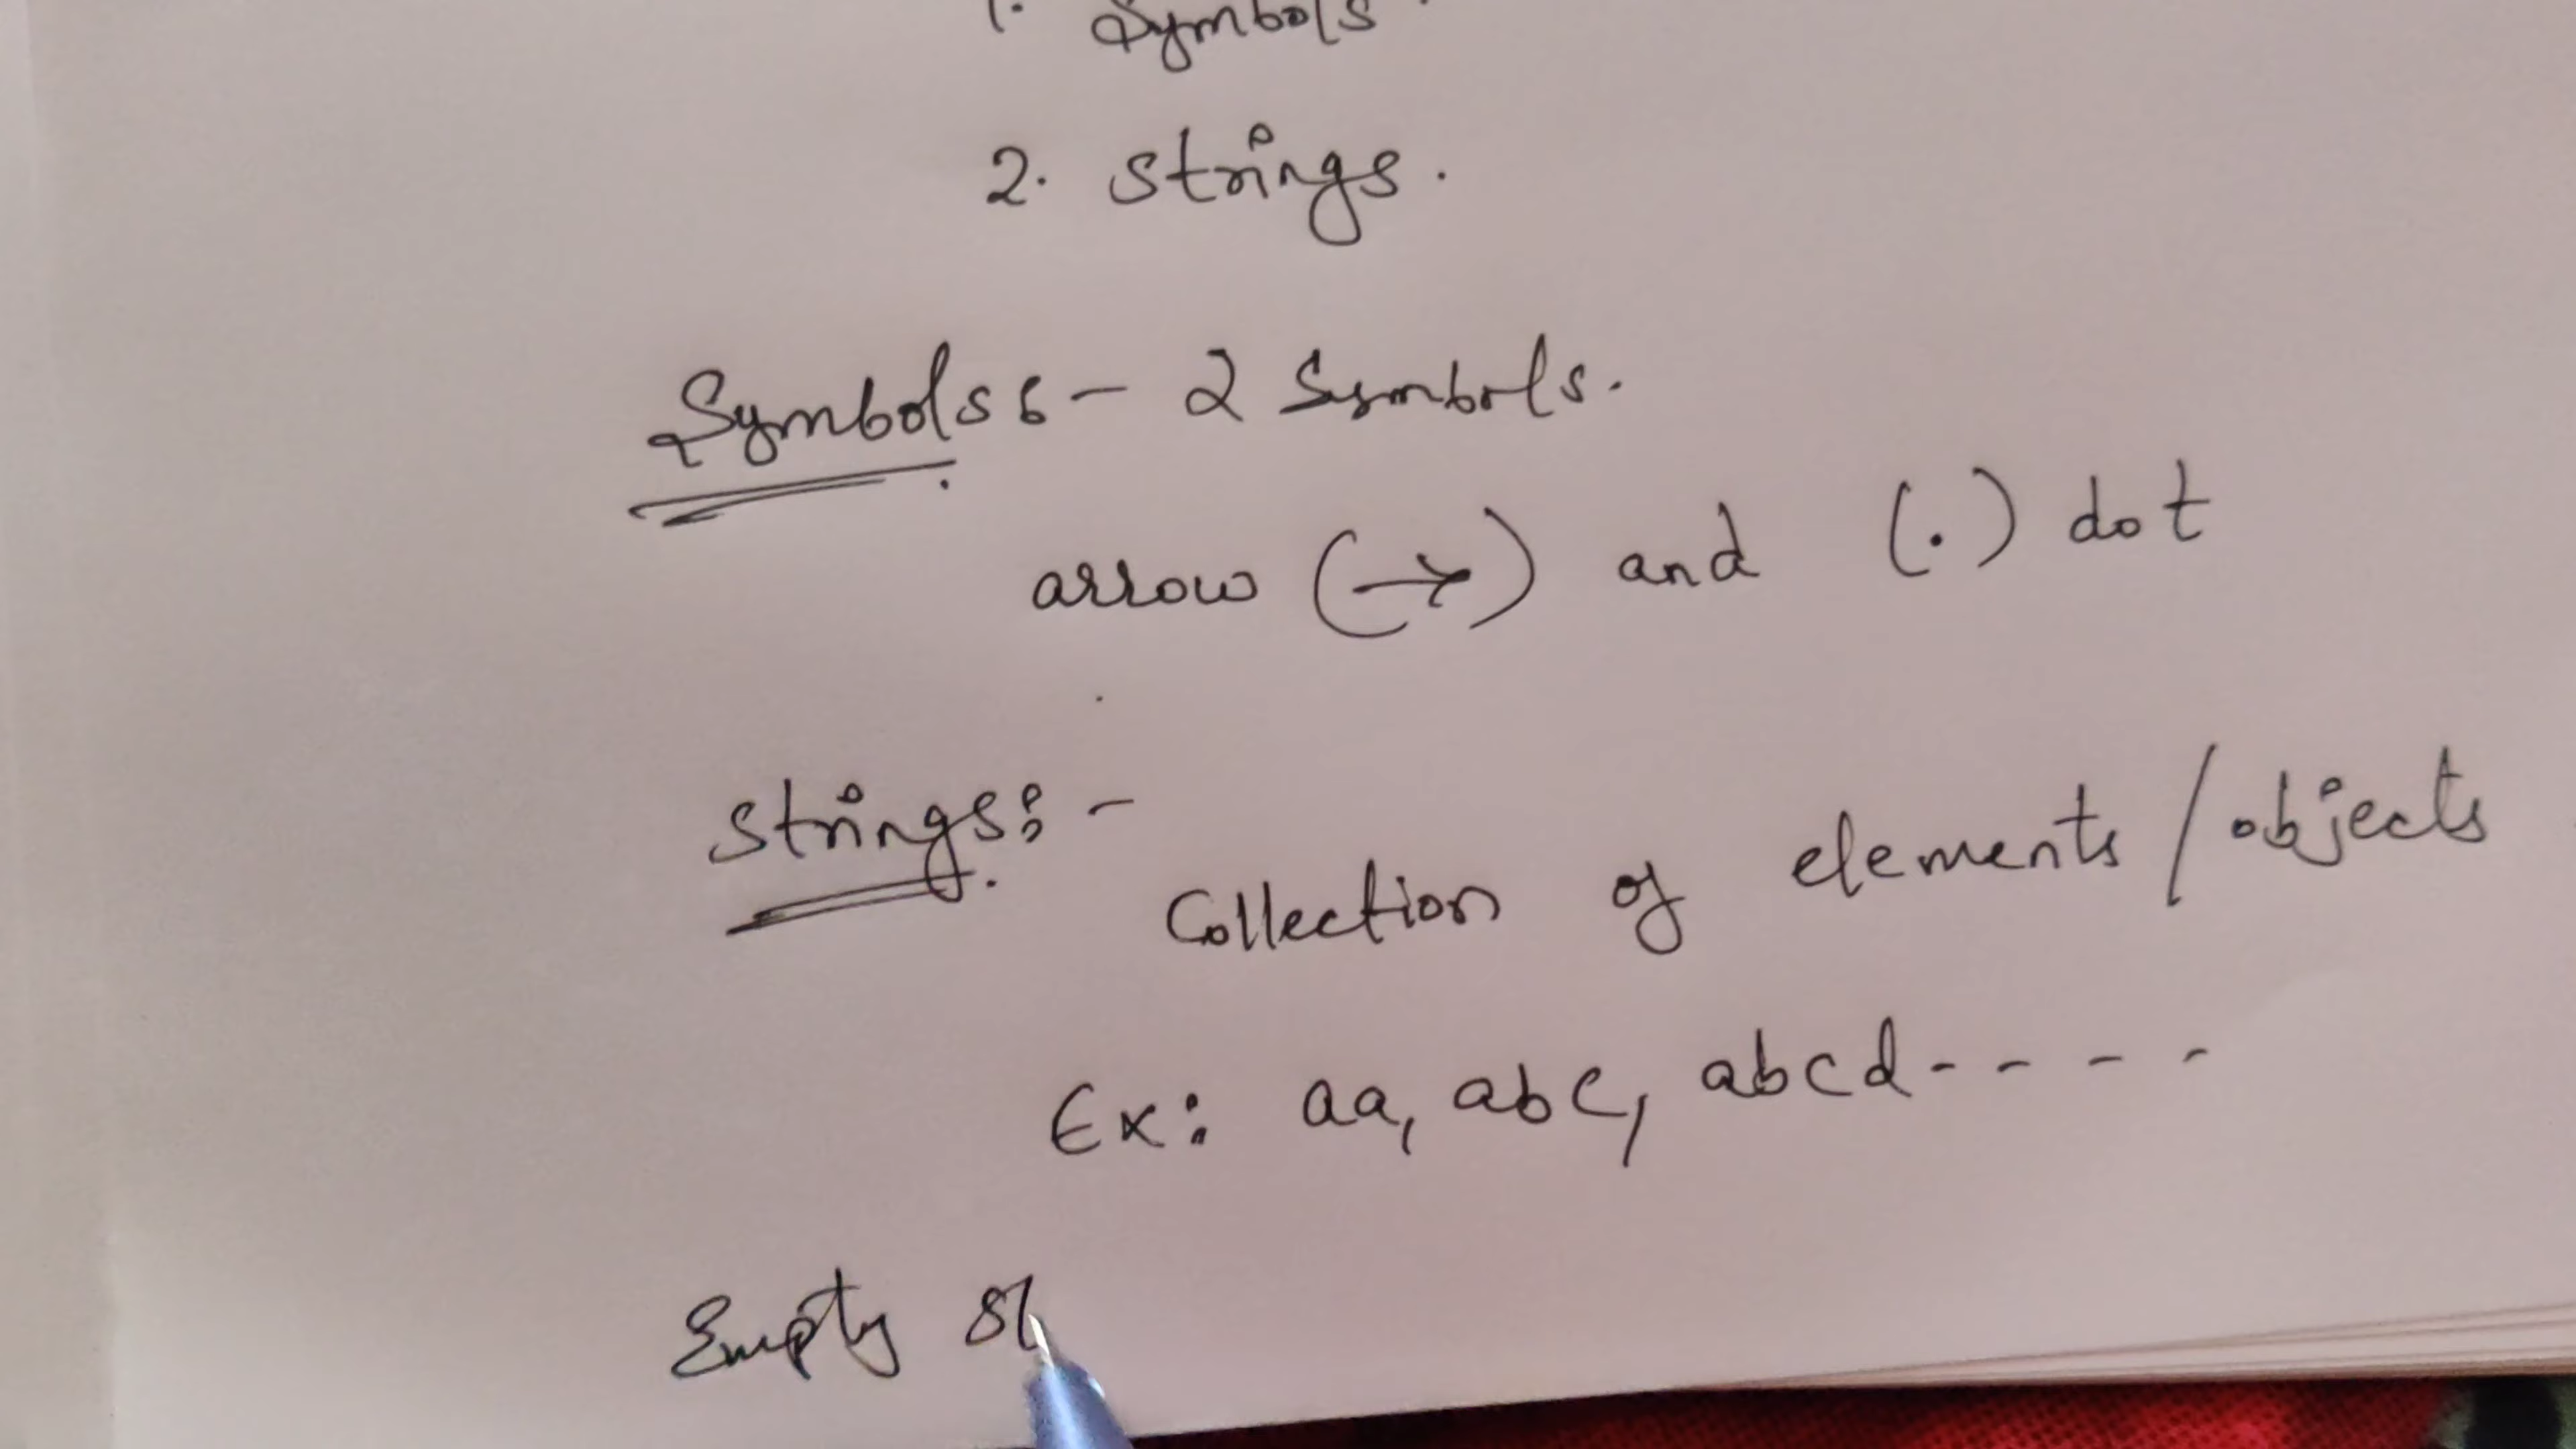 1. Symbols.
2. strings.
Symbols:- 2 Symbols.
arrow (→) and (.) dot
strings:-
Collection of elements/objects
Ex: aa, abc, abcd----
Empty st